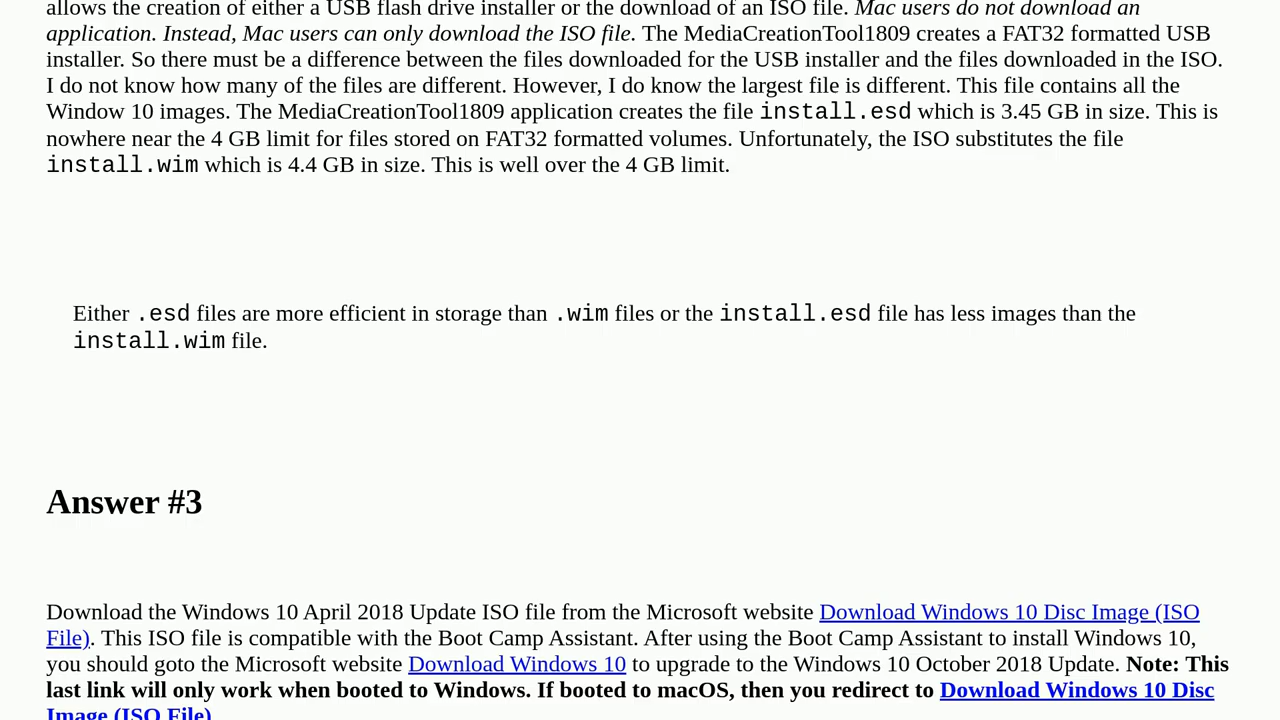 allows the creation of either a USB flash drive installer or the download of an ISO file. Mac users do not download an
application. Instead, Mac users can only download the ISO file. The MediaCreationTool1809 creates a FAT32 formatted USB
installer. So there must be a difference between the files downloaded for the USB installer and the files downloaded in the ISO.
I do not know how many of the files are different. However, I do know the largest file is different. This file contains all the
Window 10 images. The MediaCreationTool1809 application creates the file install.esd which is 3.45 GB in size. This is
nowhere near the 4 GB limit for files stored on FAT32 formatted volumes. Unfortunately, the ISO substitutes the file
install.wim which is 4.4 GB in size. This is well over the 4 GB limit.
Either .esd files are more efficient in storage than .wim files or the install.esd file has less images than the
install.wim file.
Answer #3
Download the Windows 10 April 2018 Update ISO file from the Microsoft website Download Windows 10 Disc Image (ISO
File). This ISO file is compatible with the Boot Camp Assistant. After using the Boot Camp Assistant to install Windows 10,
you should goto the Microsoft website Download Windows 10 to upgrade to the Windows 10 October 2018 Update. Note: This
last link will only work when booted to Windows. If booted to macOS, then you redirect to Download Windows 10 Disc
Image (ISO File).